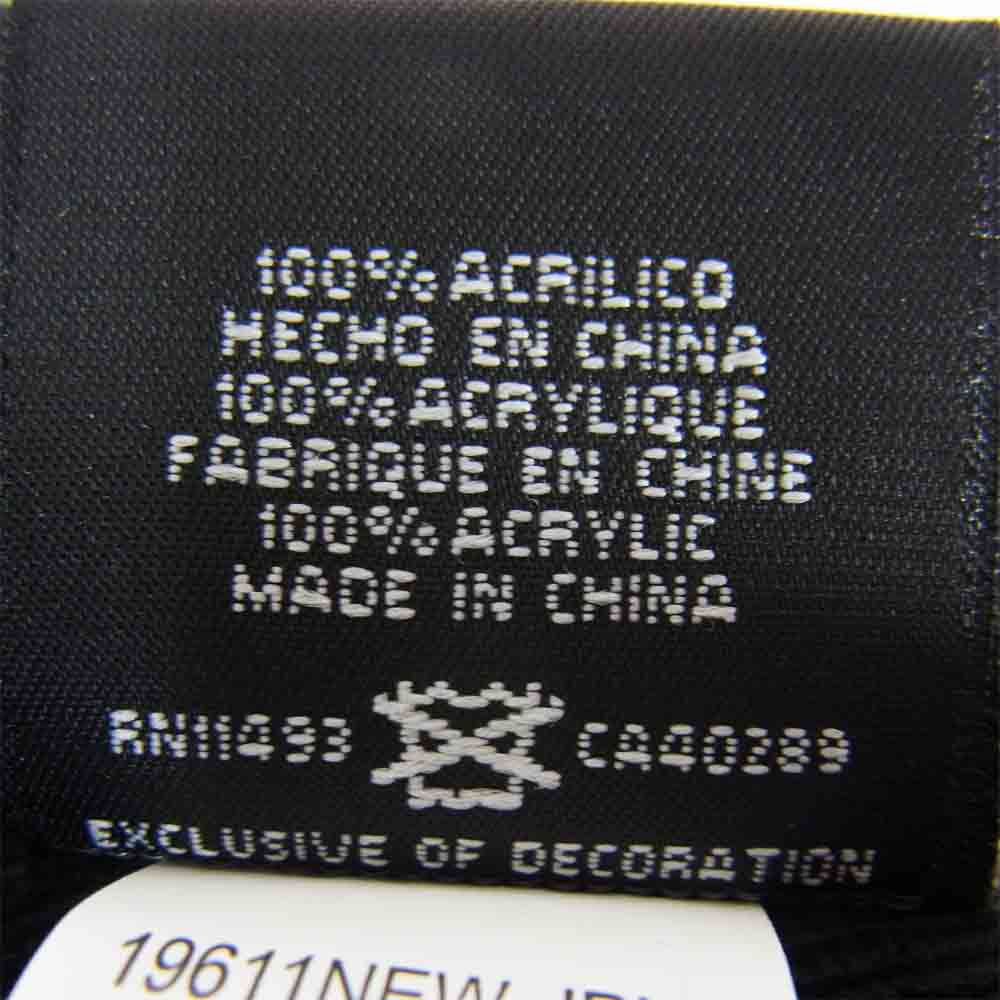 100% ACRILICO
HECHO EN CHINA
100% ACRYLIQUE
FABRIQUE EN CHINE
100% ACRYLIC
MADE IN CHINA
RN11493 CA40289
EXCLUSIVE OF DECORATION
19611NEW